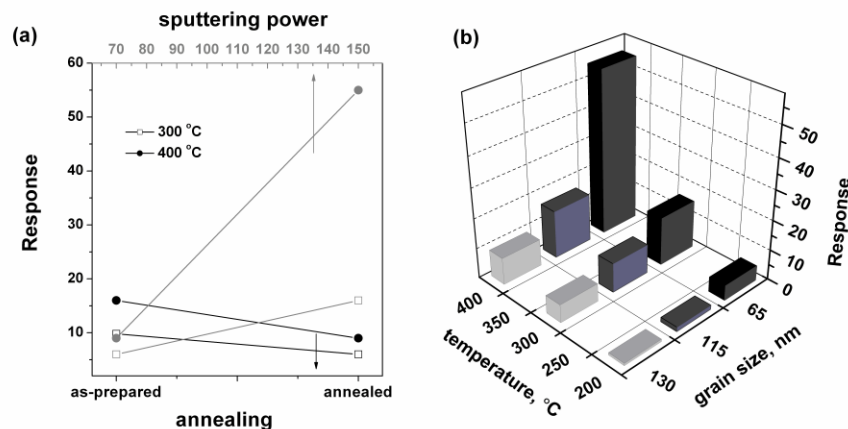 sputtering power
(a)
70 80 90 100 110 120 130 140 150
60
50
40
30
20
10
Response
300 °C
400 °C
as-prepared annealed
annealing
(b)
50
40
30
20
10
0
Response
400
350
300
250
200
temperature, °C
65
115
130
grain size, nm